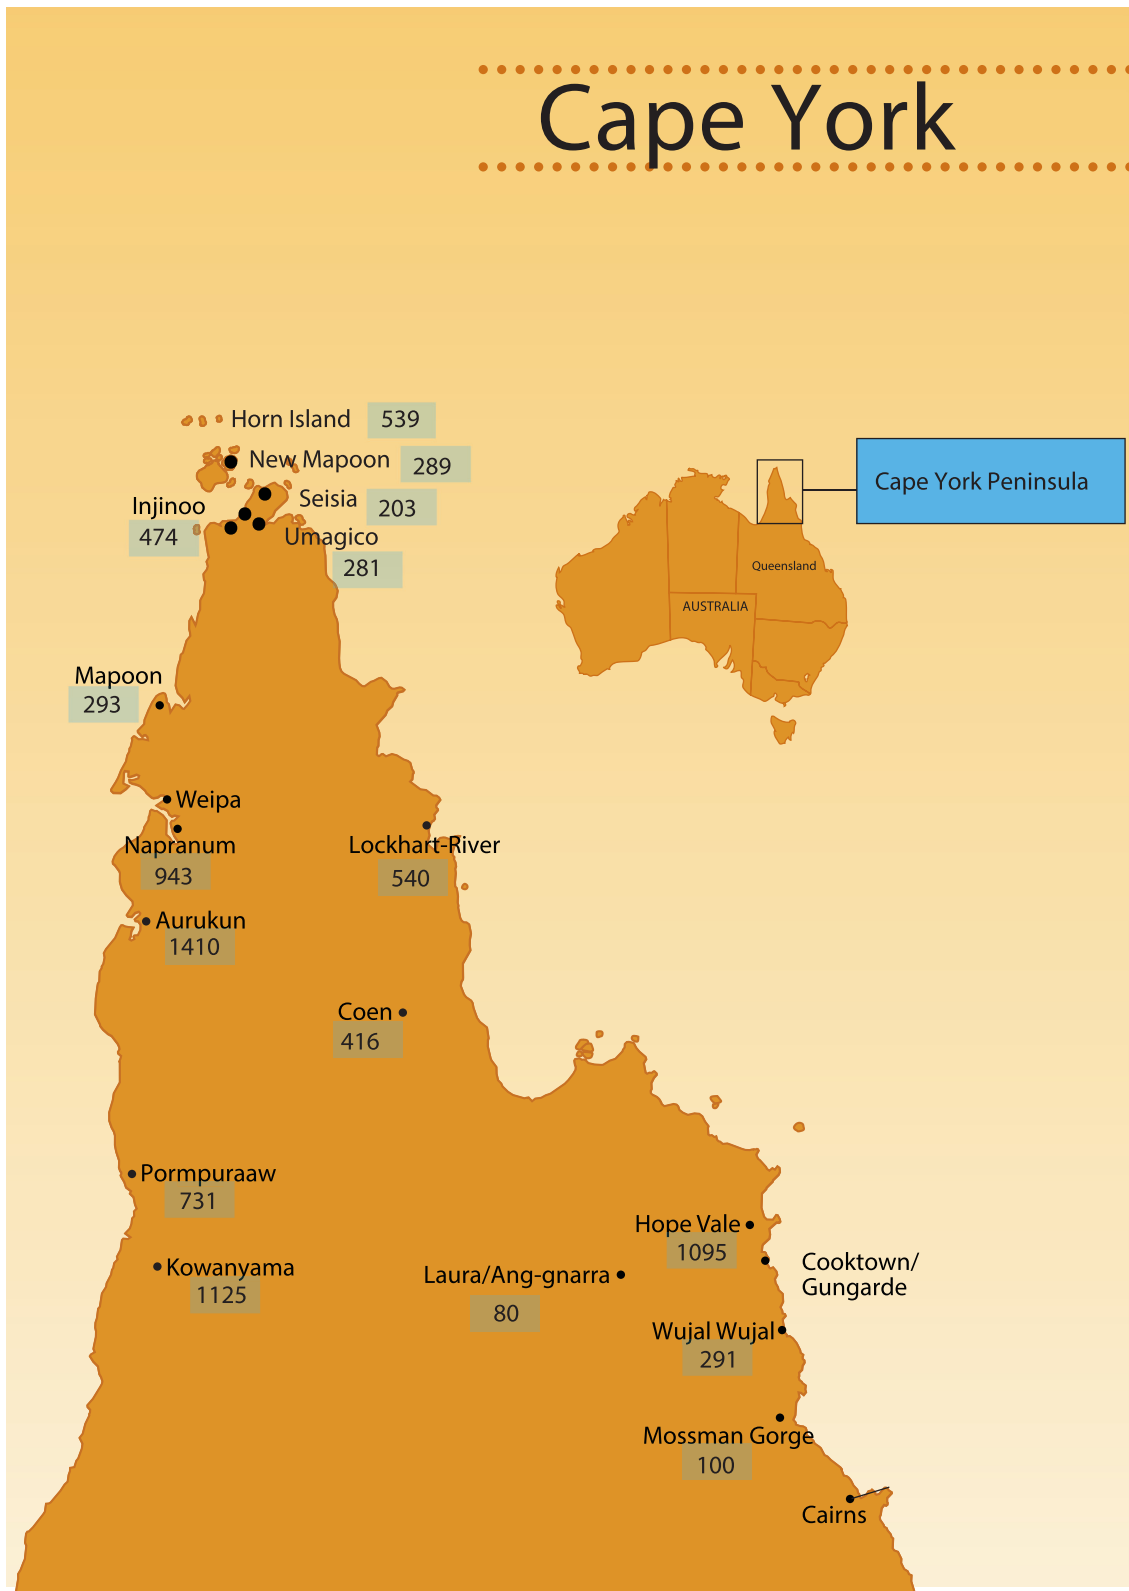 Cape York
Horn Island 539
New Mapoon 289
Seisia 203
Injinoo
474
Umagico
281
Cape York Peninsula
Queensland
AUSTRALIA
Mapoon
293
Weipa
Napranum
943
Lockhart-River
540
Aurukun
1410
Coen
416
Pormpuraaw
731
Hope Vale
1095
Kowanyama
1125
Laura/Ang-gnarra
80
Cooktown/
Gungarde
Wujal Wujal
291
Mossman Gorge
100
Cairns